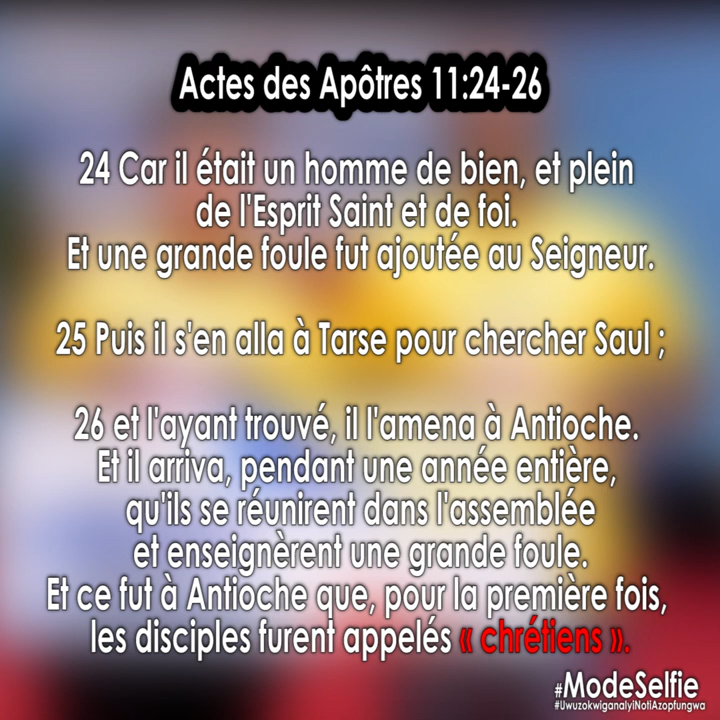 Actes des Apôtres 11:24-26
24 Car il était un homme de bien, et plein
de l'Esprit Saint et de foi.
Et une grande foule fut ajoutée au Seigneur.
25 Puis il s'en alla à Tarse pour chercher Saul ;
26 et l'ayant trouvé, il l'amena à Antioche.
Et il arriva, pendant une année entière,
qu'ils se réunirent dans l'assemblée
et enseignèrent une grande foule.
Et ce fut à Antioche que, pour la première fois,
les disciples furent appelés « chrétiens ».
#ModeSelfie
#UwuzokwiganalyiNotiAzopfungwa